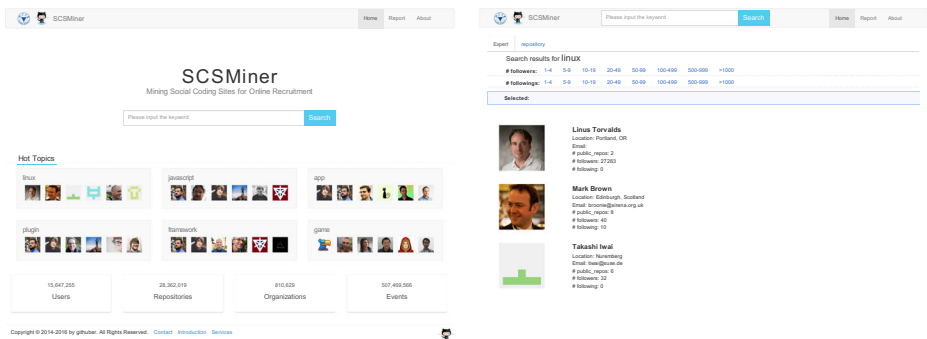 SCSMiner
Home Report About
SCSMiner
Mining Social Coding Sites for Online Recruitment
Please input the keyword Search
Hot Topics
linux javascript app
plugin framework game
15,647,255 28,362,019 810,629 507,469,566
Users Repositories Organizations Events
Copyright © 2014-2016 by githuber. All Rights Reserved. Contact Introduction Services
SCSMiner Please input the keyword Search Home Report About
Expert repository
Search results for linux
# followers: 1-4 5-9 10-19 20-49 50-99 100-499 500-999 >1000
# followings: 1-4 5-9 10-19 20-49 50-99 100-499 500-999 >1000
Selected:
Linus Torvalds
Location: Portland, OR
Email:
# public_repos: 2
# followers: 27283
# following: 0
Mark Brown
Location: Edinburgh, Scotland
Email: broonie@sirena.org.uk
# public_repos: 8
# followers: 40
# following: 10
Takashi Iwai
Location: Nuremberg
Email: tiwai@suse.de
# public_repos: 6
# followers: 32
# following: 0